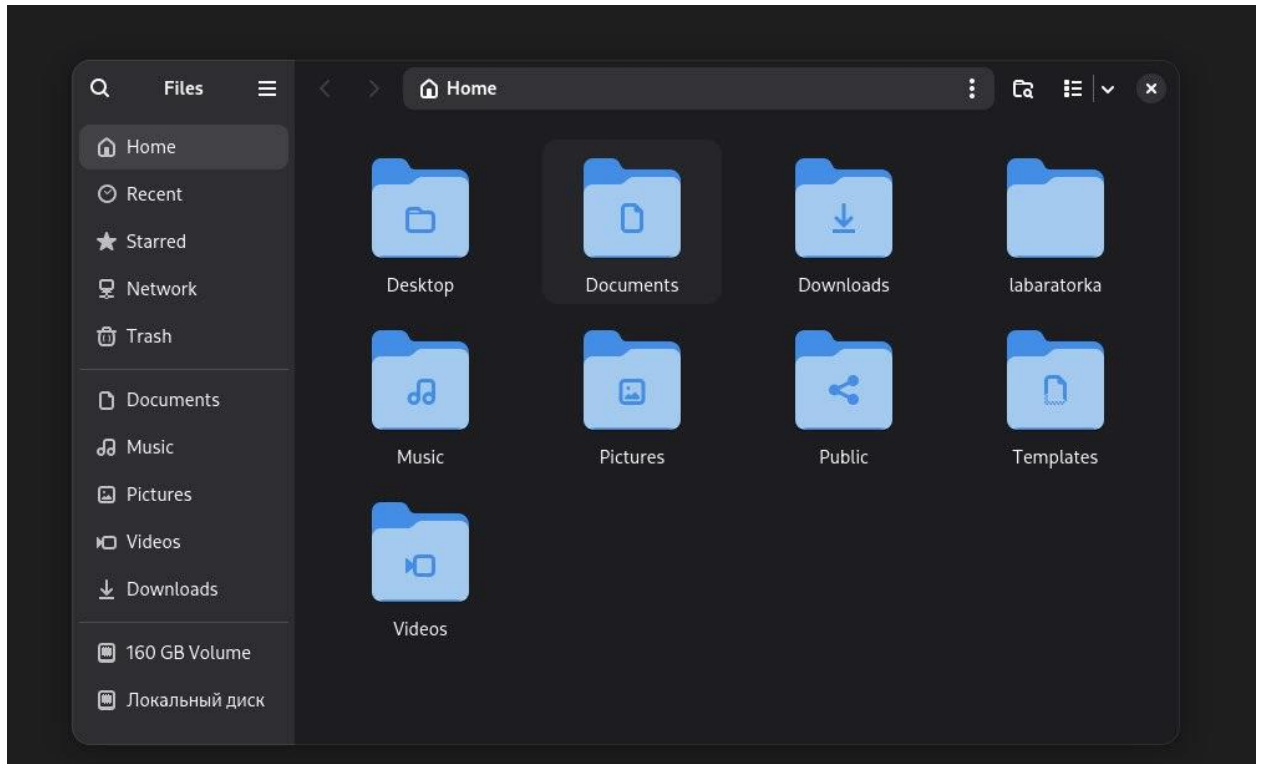 Files
Home
Home
Recent
Starred
Network
Trash
Documents
Music
Pictures
Videos
Downloads
160 GB Volume
Локальный диск
Desktop
Documents
Downloads
labaratorka
Music
Pictures
Public
Templates
Videos